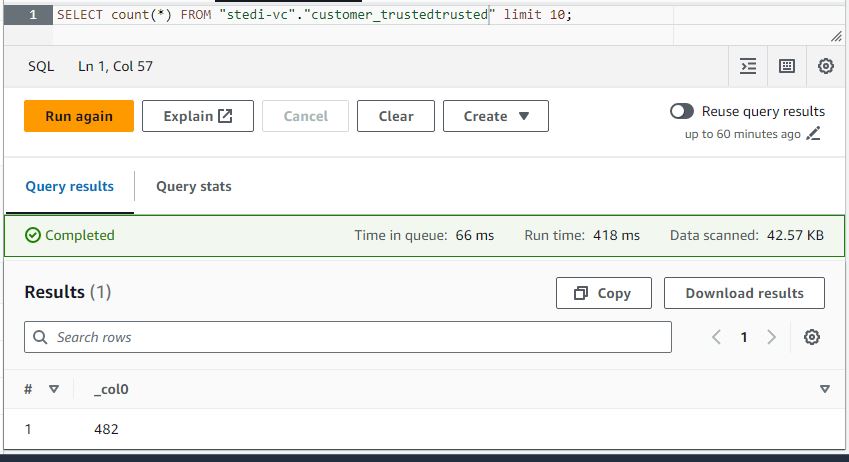 1 SELECT count(*) FROM "stedi-vc"."customer_trustedtrusted" limit 10;
SQL Ln 1, Col 57
Run again Explain Cancel Clear Create Reuse query results
up to 60 minutes ago
Query results Query stats
Completed Time in queue: 66 ms Run time: 418 ms Data scanned: 42.57 KB
Results (1) Copy Download results
Search rows 1
# _col0
1 482